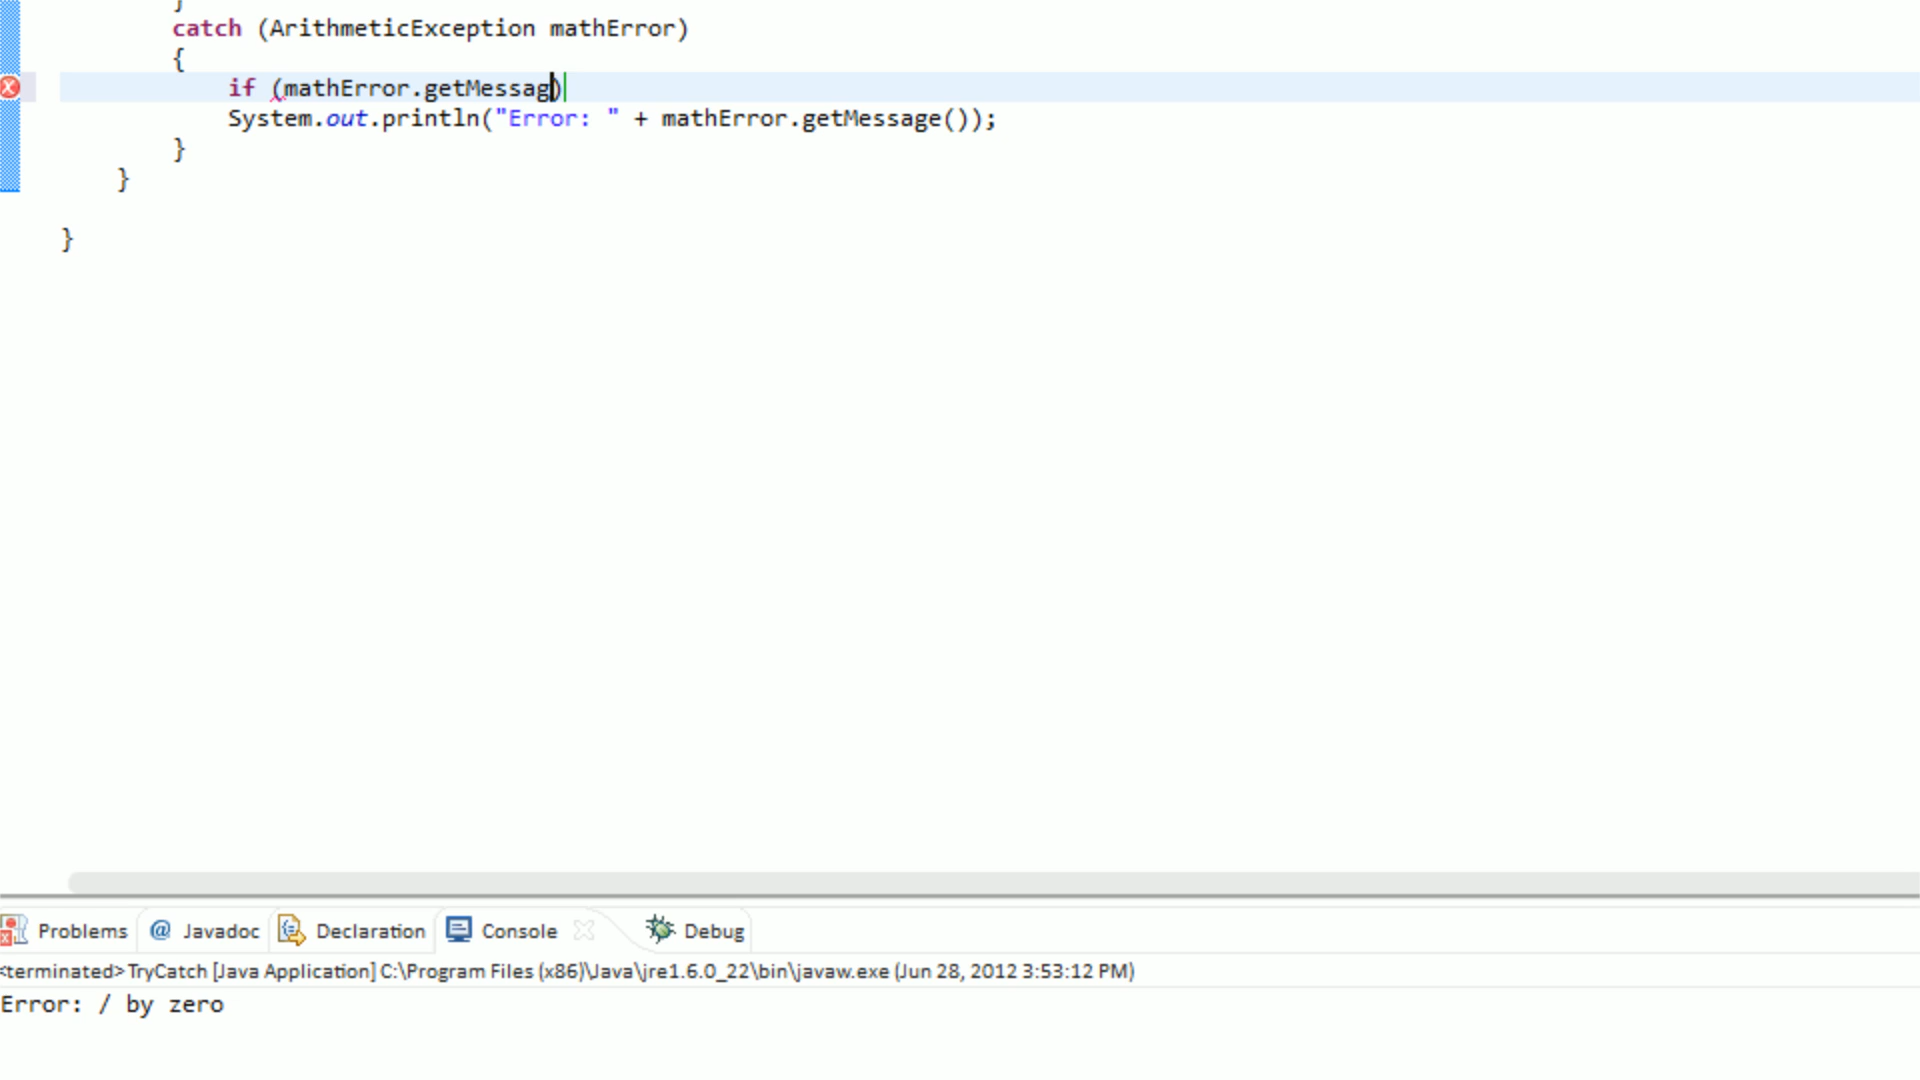 }
catch (ArithmeticException mathError)
{
if (mathError.getMessag)
System.out.println("Error: " + mathError.getMessage());
}
}
}
Problems @ Javadoc Declaration Console Debug
<terminated> TryCatch [Java Application] C:\Program Files (x86)\Java\jre1.6.0_22\bin\javaw.exe (Jun 28, 2012 3:53:12 PM)
Error: / by zero